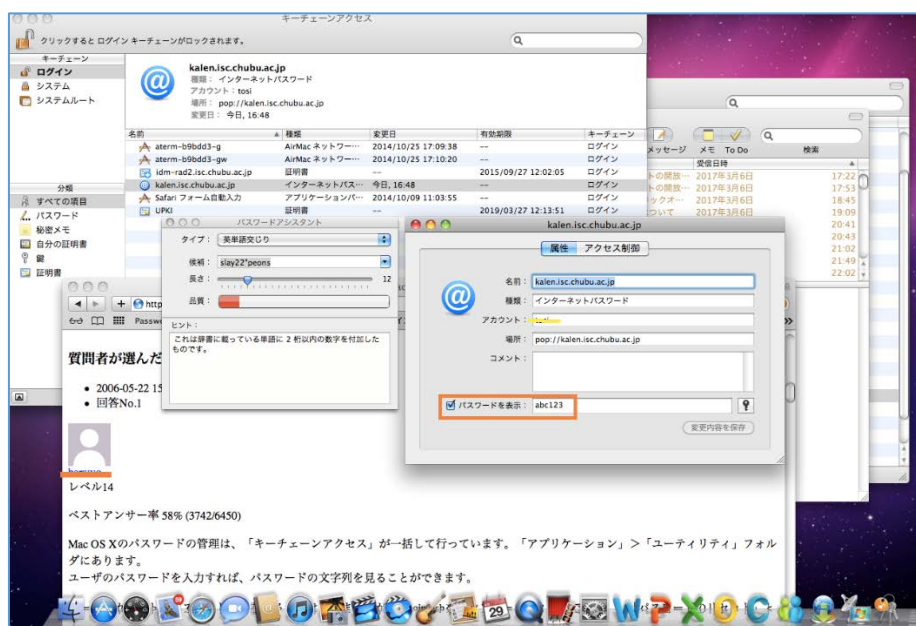 キーチェーンアクセス
クリックすると ログイン キーチェーンがロックされます。
キーチェーン
ログイン
システム
システムルート
kalen.isc.chubu.ac.jp
種類： インターネットパスワード
アカウント： tosi
場所： pop://kalen.isc.chubu.ac.jp
変更日： 今日, 16:48
名前 種類 変更日 有効期限 キーチェーン
aterm-b9bdd3-g AirMac ネットワー… 2014/10/25 17:09:38 -- ログイン
aterm-b9bdd3-gw AirMac ネットワー… 2014/10/25 17:10:20 -- ログイン
idm-rad2.isc.chubu.ac.jp 証明書 -- 2015/09/27 12:02:05 ログイン
kalen.isc.chubu.ac.jp インターネットパス… 今日, 16:48 -- ログイン
Safari フォーム自動入力 アプリケーションパ… 2014/10/09 11:03:55 -- ログイン
UPKI 証明書 -- 2019/03/27 12:13:51 ログイン
分類
すべての項目
パスワード
秘密メモ
自分の証明書
鍵
証明書
メッセージ メモ To Do 検索
受信日時
トの開放… 2017年3月6日 17:22
トの開放… 2017年3月6日 17:53
ックオ… 2017年3月6日 18:45
ついて 2017年3月6日 19:09
20:41
20:43
21:02
21:49
22:02
パスワードアシスタント
タイプ： 英単語交じり
候補： slay22*peons
長さ： 12
品質：
ヒント：
これは辞書に載っている単語に 2 桁以内の数字を付加した
ものです。
kalen.isc.chubu.ac.jp
属性 アクセス制御
名前： kalen.isc.chubu.ac.jp
種類： インターネットパスワード
アカウント：
場所： pop://kalen.isc.chubu.ac.jp
コメント：
パスワードを表示： abc123
変更内容を保存
http
Passw
質問者が選んだ
2006-05-22 15
回答No.1
レベル14
ベストアンサー率 58% (3742/6450)
Mac OS Xのパスワードの管理は、「キーチェーンアクセス」が一括して行っています。「アプリケーション」＞「ユーティリティ」フォル
ダにあります。
ユーザのパスワードを入力すれば、パスワードの文字列を見ることができます。